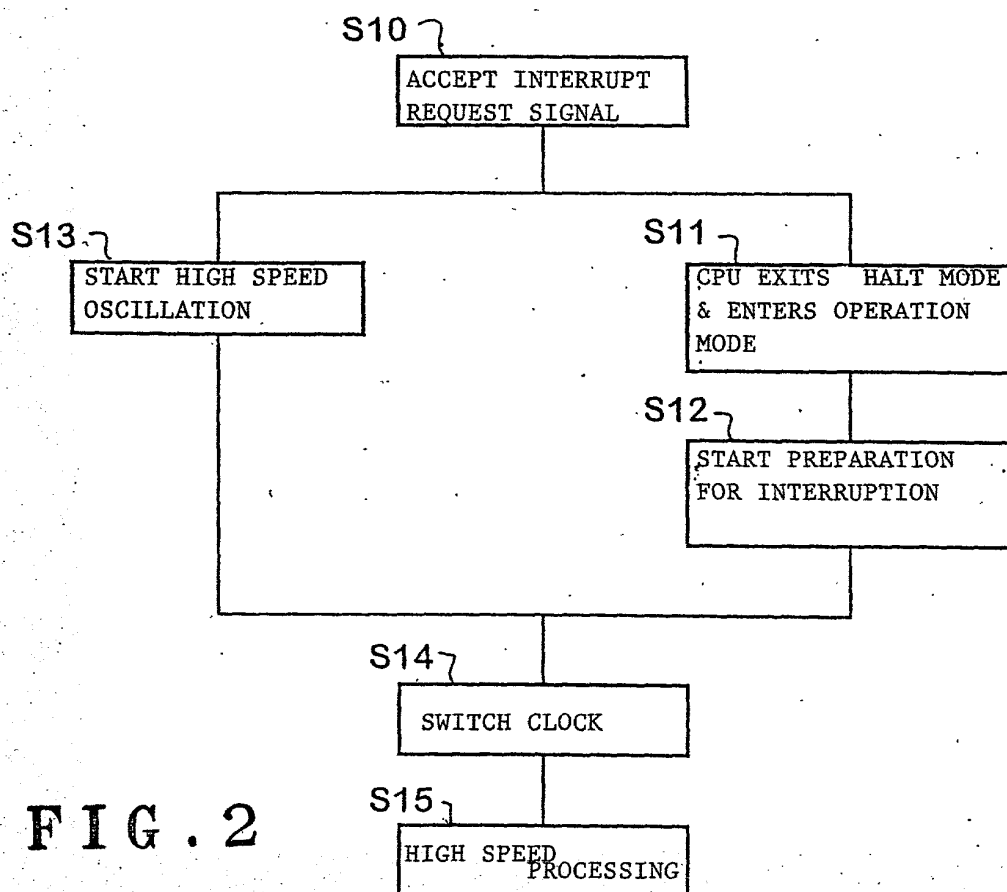 S10
ACCEPT INTERRUPT
REQUEST SIGNAL
S13
START HIGH SPEED
OSCILLATION
S11
CPU EXITS HALT MODE
& ENTERS OPERATION
MODE
S12
START PREPARATION
FOR INTERRUPTION
S14
SWITCH CLOCK
S15
HIGH SPEED
PROCESSING
FIG.2